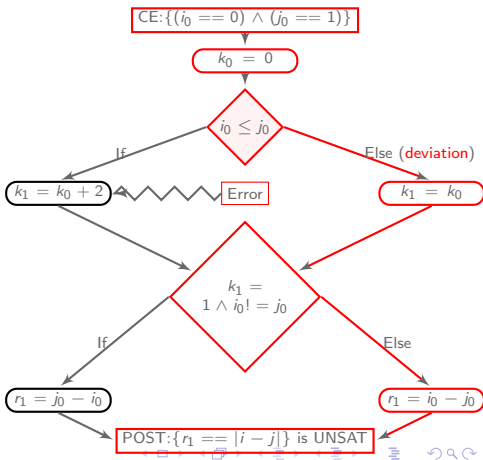 CE:{(i₀ == 0) ∧ (j₀ == 1)}
k₀ = 0
i₀ ≤ j₀
If
Else (deviation)
k₁ = k₀ + 2
Error
k₁ = k₀
k₁ =
1 ∧ i₀! = j₀
If
Else
r₁ = j₀ − i₀
r₁ = i₀ − j₀
POST:{r₁ == |i − j|} is UNSAT